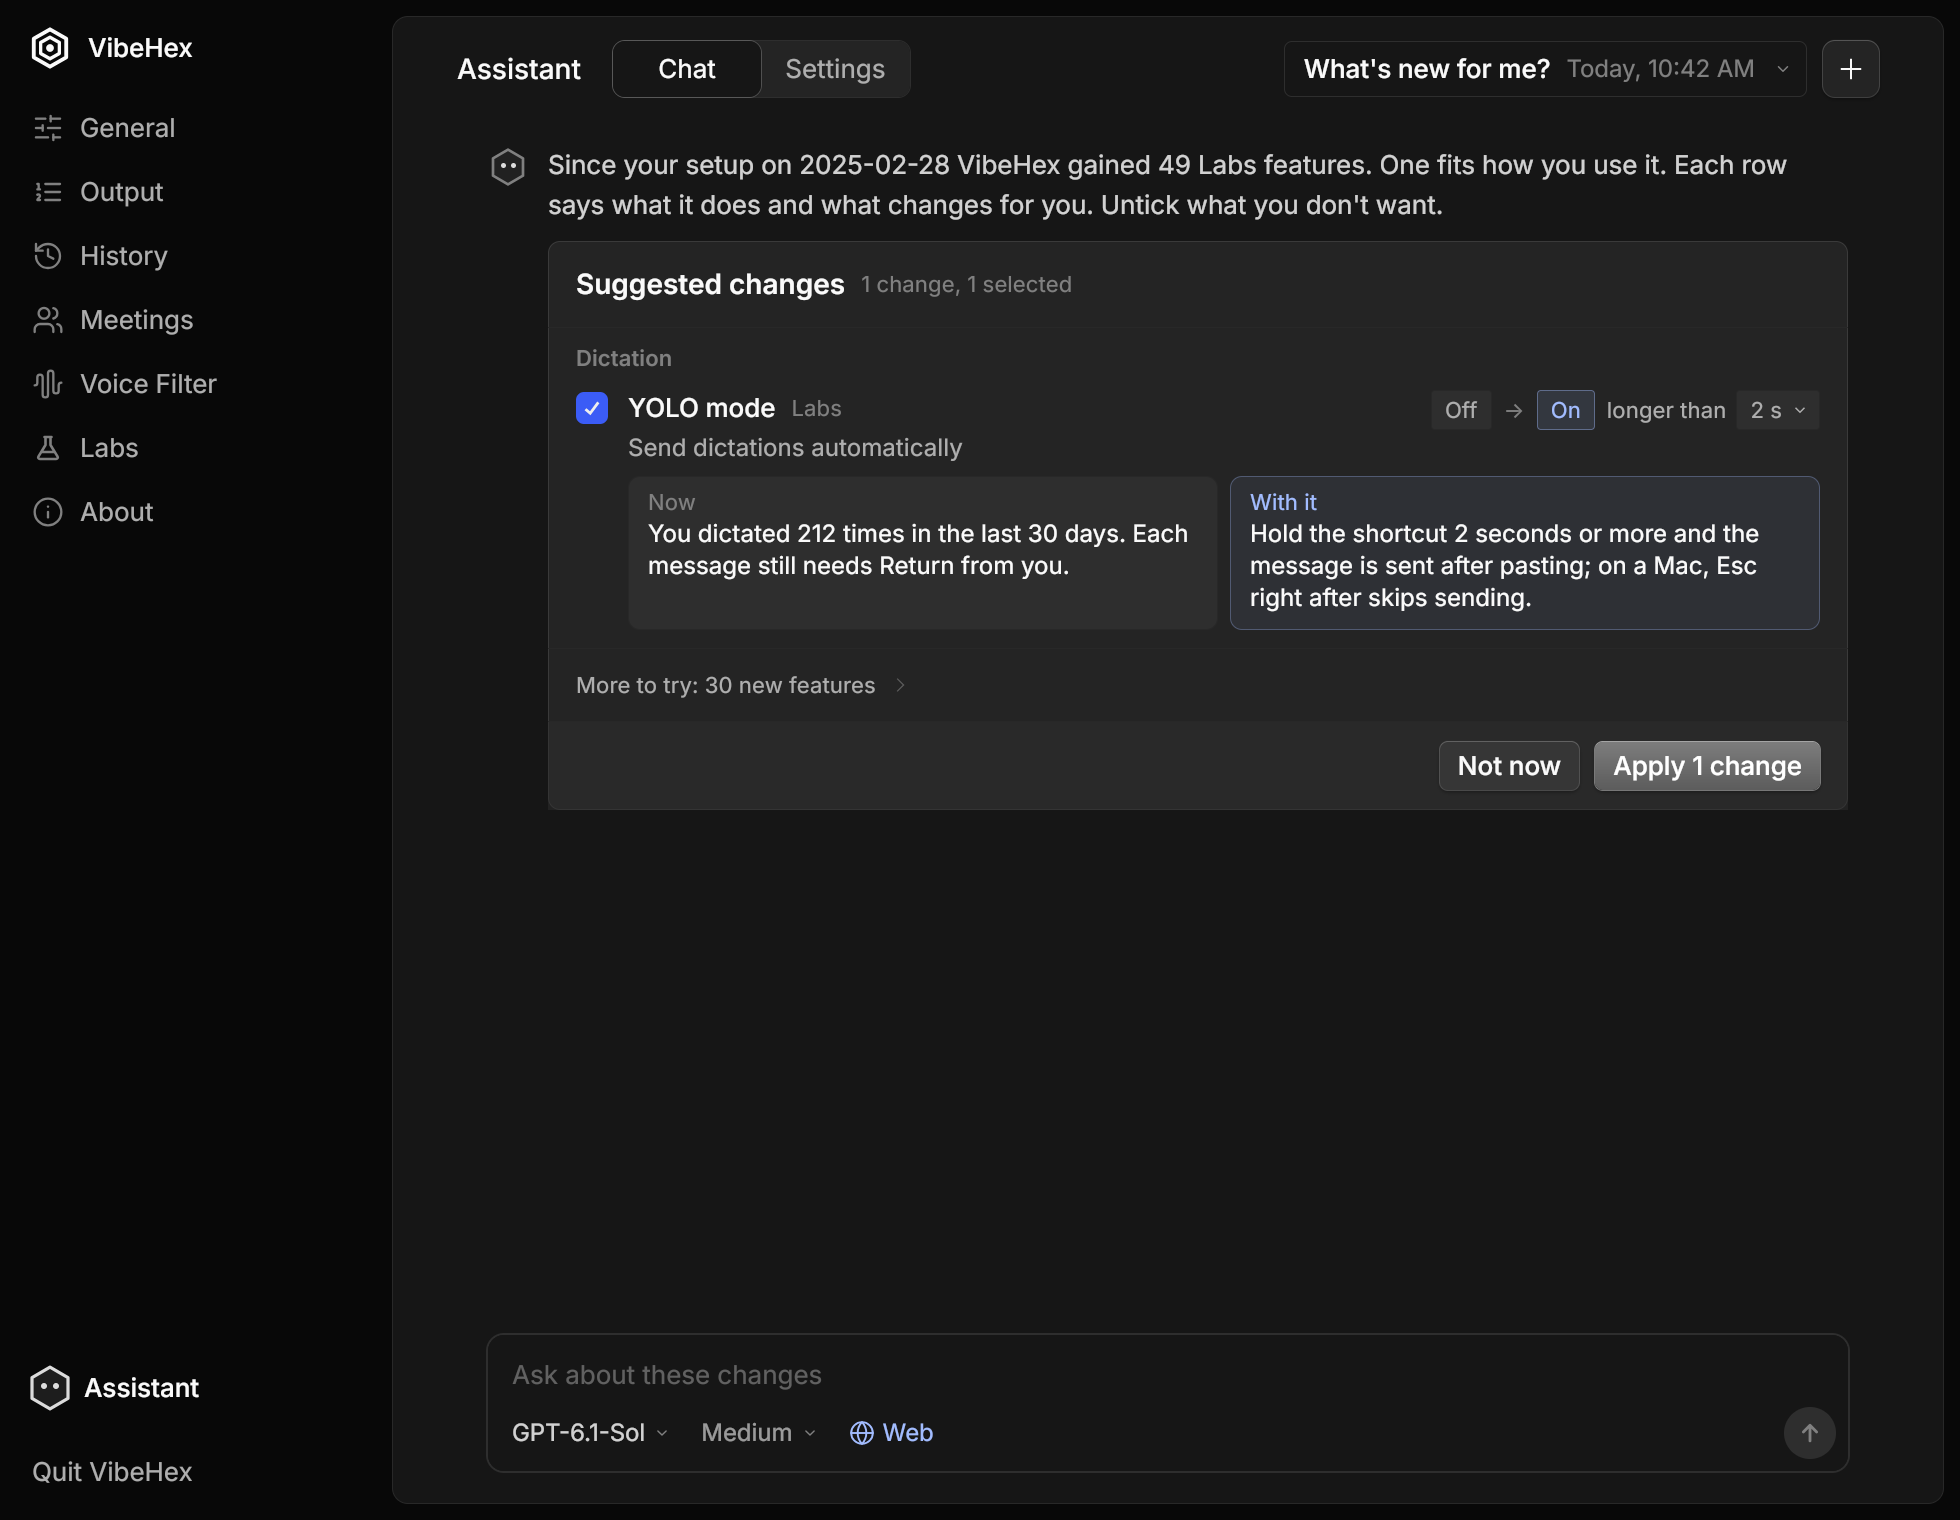 VibeHex
General
Output
History
Meetings
Voice Filter
Labs
About
Assistant
Quit VibeHex
Assistant
Chat
Settings
What's new for me? Today, 10:42 AM
Since your setup on 2025-02-28 VibeHex gained 49 Labs features. One fits how you use it. Each row
says what it does and what changes for you. Untick what you don't want.
Suggested changes 1 change, 1 selected
Dictation
YOLO mode Labs
Off → On longer than 2 s
Send dictations automatically
Now
You dictated 212 times in the last 30 days. Each
message still needs Return from you.
With it
Hold the shortcut 2 seconds or more and the
message is sent after pasting; on a Mac, Esc
right after skips sending.
More to try: 30 new features
Not now
Apply 1 change
Ask about these changes
GPT-6.1-Sol
Medium
Web